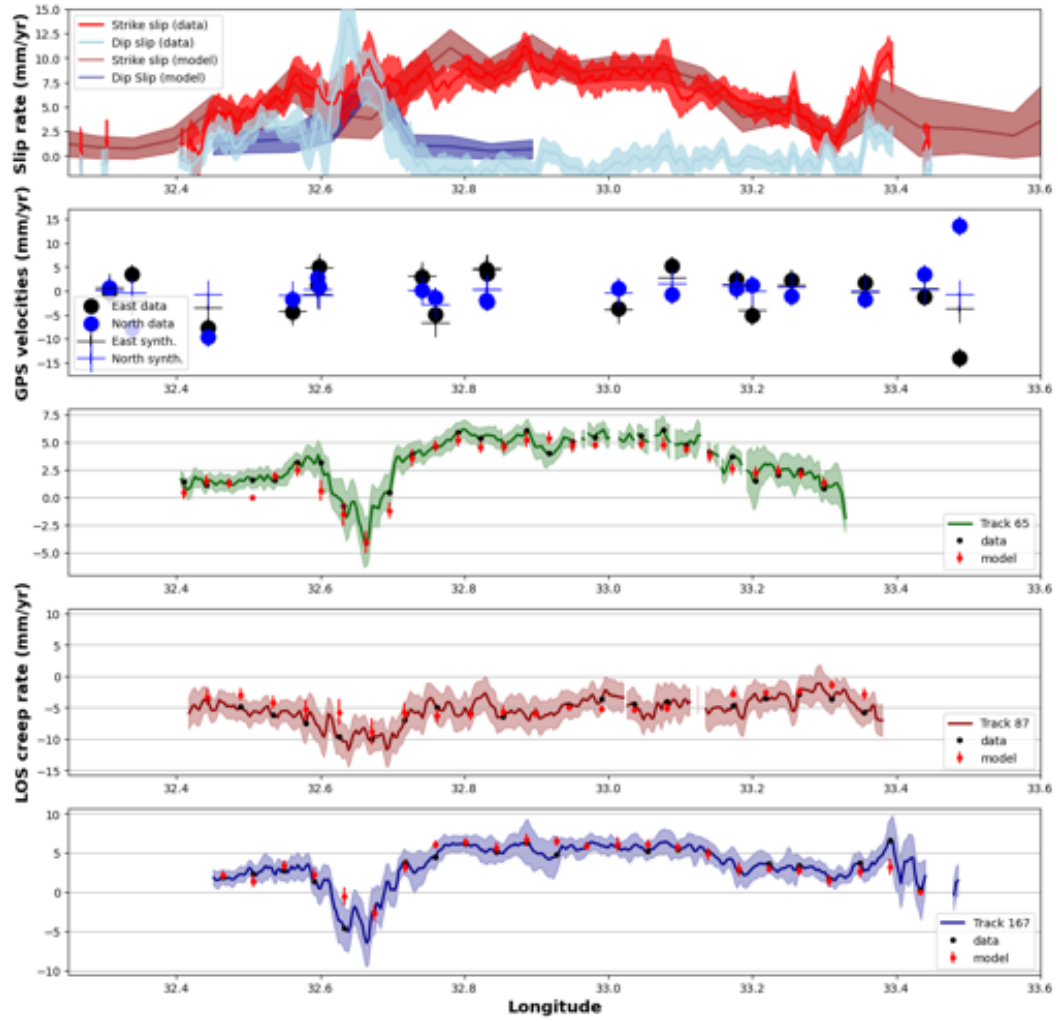 Slip rate (mm/yr)
15.0
12.5
10.0
7.5
5.0
2.5
0.0
Strike slip (data)
Dip slip (data)
Strike slip (model)
Dip Slip (model)
32.4 32.6 32.8 33.0 33.2 33.4 33.6
GPS velocities (mm/yr)
15
10
5
0
−5
−10
−15
East data
North data
East synth.
North synth.
32.4 32.6 32.8 33.0 33.2 33.4 33.6
7.5
5.0
2.5
0.0
−2.5
−5.0
Track 65
data
model
32.4 32.6 32.8 33.0 33.2 33.4 33.6
LOS creep rate (mm/yr)
10
5
0
−5
−10
−15
Track 87
data
model
32.4 32.6 32.8 33.0 33.2 33.4 33.6
10
5
0
−5
−10
Track 167
data
model
32.4 32.6 32.8 33.0 33.2 33.4 33.6
Longitude